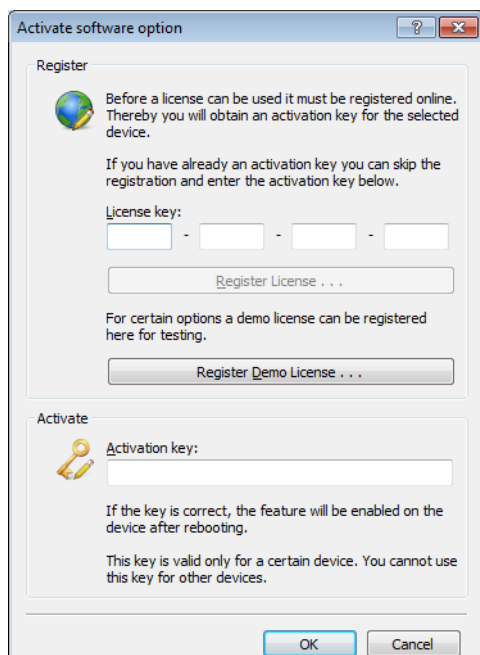 Activate software option
?
Register
Before a license can be used it must be registered online.
Thereby you will obtain an activation key for the selected
device.
If you have already an activation key you can skip the
registration and enter the activation key below.
License key:
- - -
Register License . . .
For certain options a demo license can be registered
here for testing.
Register Demo License . . .
Activate
Activation key:
If the key is correct, the feature will be enabled on the
device after rebooting.
This key is valid only for a certain device. You cannot use
this key for other devices.
OK Cancel